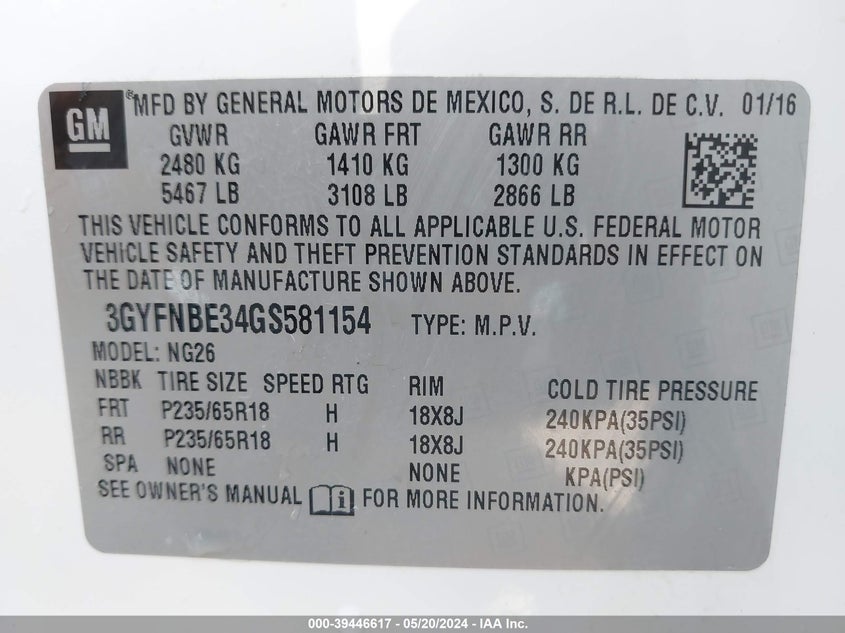 GM ® MFD BY GENERAL MOTORS DE MEXICO, S. DE R.L. DE C.V. 01/16
GVWR GAWR FRT GAWR RR
2480 KG 1410 KG 1300 KG
5467 LB 3108 LB 2866 LB
THIS VEHICLE CONFORMS TO ALL APPLICABLE U.S. FEDERAL MOTOR
VEHICLE SAFETY AND THEFT PREVENTION STANDARDS IN EFFECT ON
THE DATE OF MANUFACTURE SHOWN ABOVE.
3GYFNBE34GS581154 TYPE: M.P.V.
MODEL: NG26
NBBK TIRE SIZE SPEED RTG RIM COLD TIRE PRESSURE
FRT P235/65R18 H 18X8J 240KPA(35PSI)
RR P235/65R18 H 18X8J 240KPA(35PSI)
SPA NONE NONE KPA(PSI)
SEE OWNER'S MANUAL i FOR MORE INFORMATION.
000-39446617 - 05/20/2024 - IAA Inc.